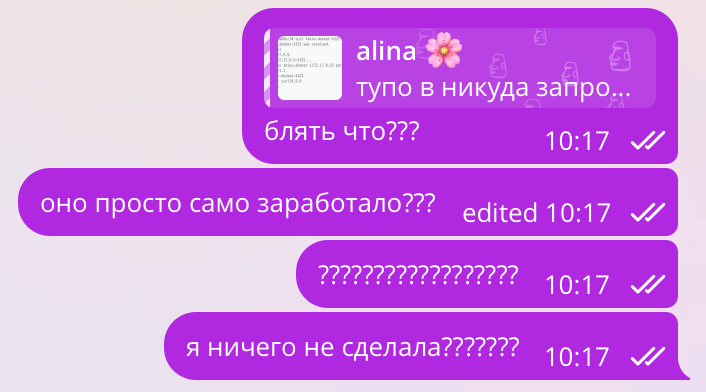 alina🌸
тупо в никуда запро...
блять что???
10:17
оно просто само заработало???
edited 10:17
??????????????????
10:17
я ничего не сделала???????
10:17